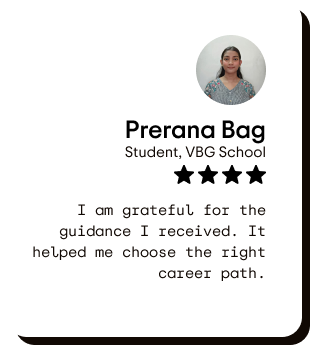 Prerana Bag
Student, VBG School
I am grateful for the
guidance I received. It
helped me choose the right
career path.